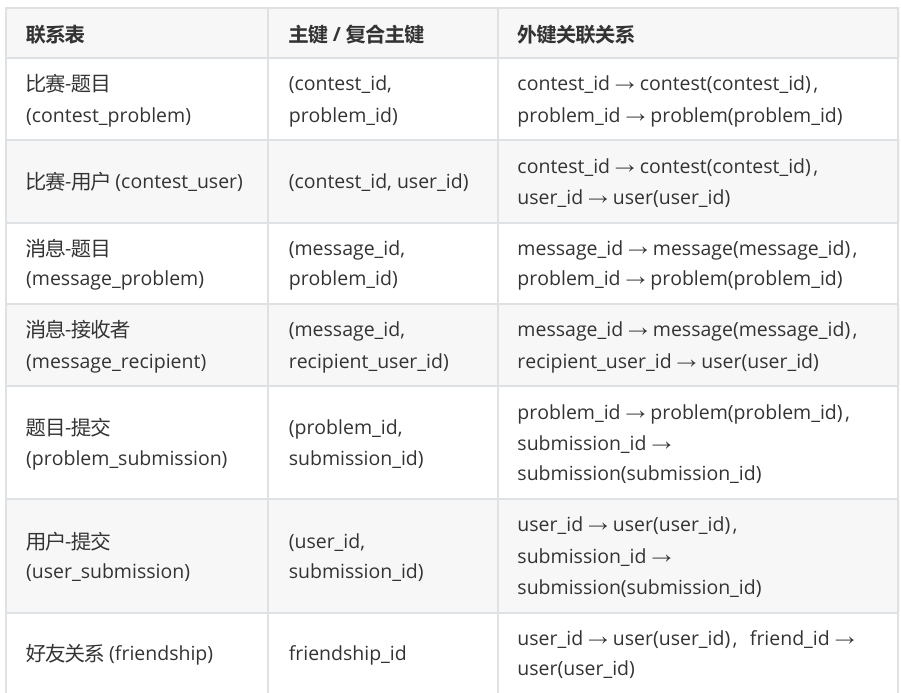 联系表
主键 / 复合主键
外键关联关系
比赛-题目
(contest_problem)
(contest_id,
problem_id)
contest_id → contest(contest_id)，
problem_id → problem(problem_id)
比赛-用户 (contest_user)
(contest_id, user_id)
contest_id → contest(contest_id)，
user_id → user(user_id)
消息-题目
(message_problem)
(message_id,
problem_id)
message_id → message(message_id)，
problem_id → problem(problem_id)
消息-接收者
(message_recipient)
(message_id,
recipient_user_id)
message_id → message(message_id)，
recipient_user_id → user(user_id)
题目-提交
(problem_submission)
(problem_id,
submission_id)
problem_id → problem(problem_id)，
submission_id →
submission(submission_id)
用户-提交
(user_submission)
(user_id,
submission_id)
user_id → user(user_id)，
submission_id →
submission(submission_id)
好友关系 (friendship)
friendship_id
user_id → user(user_id)，friend_id →
user(user_id)